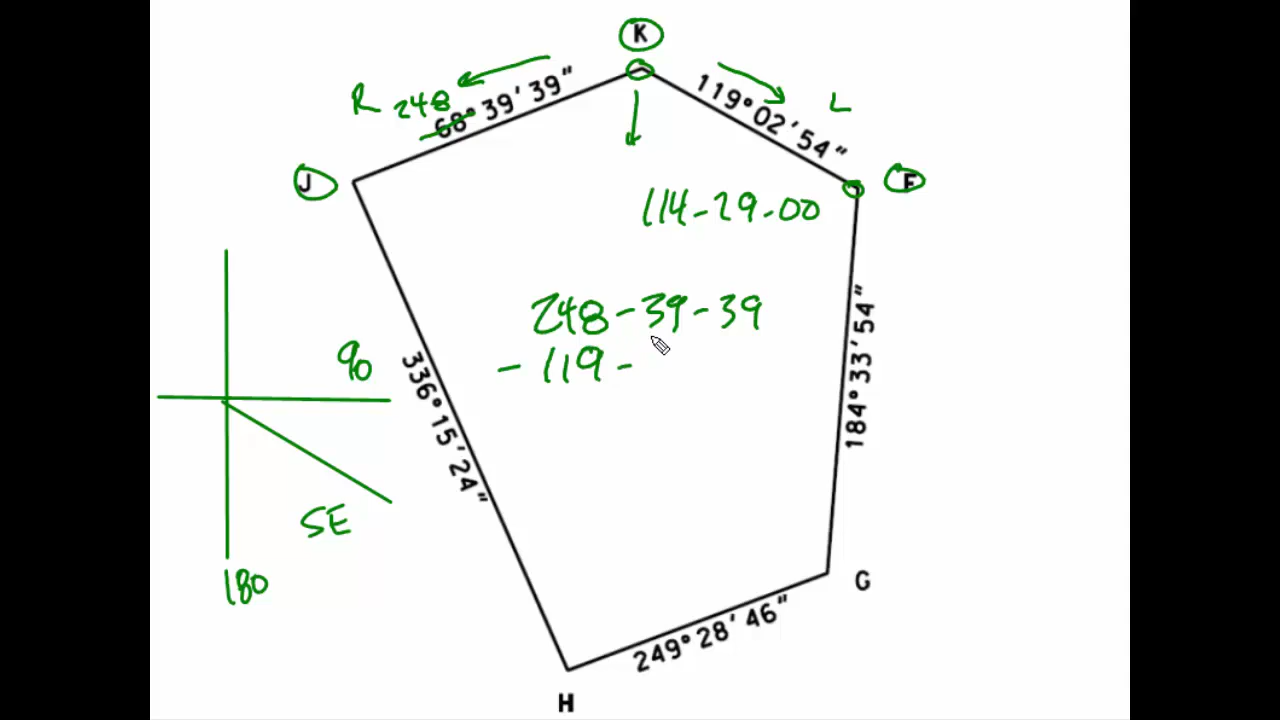 K
R 248
68°39'39"
119°02'54"
L
J
F
114-29-00
248-39-39
- 119-
90
336°15'24"
184°33'54"
SE
180
G
249°28'46"
H